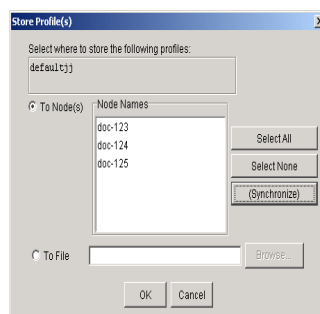 Store Profile(s)
Select where to store the following profiles:
defaultjj
To Node(s)
Node Names
doc-123
doc-124
doc-125
Select All
Select None
(Synchronize)
To File
Browse...
OK
Cancel